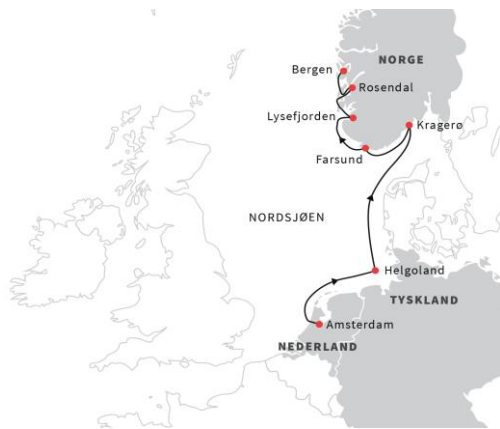 NORGE
Bergen
Rosendal
Lysefjorden
Kragerø
Farsund
NORDSJØEN
Helgoland
TYSKLAND
Amsterdam
NEDERLAND